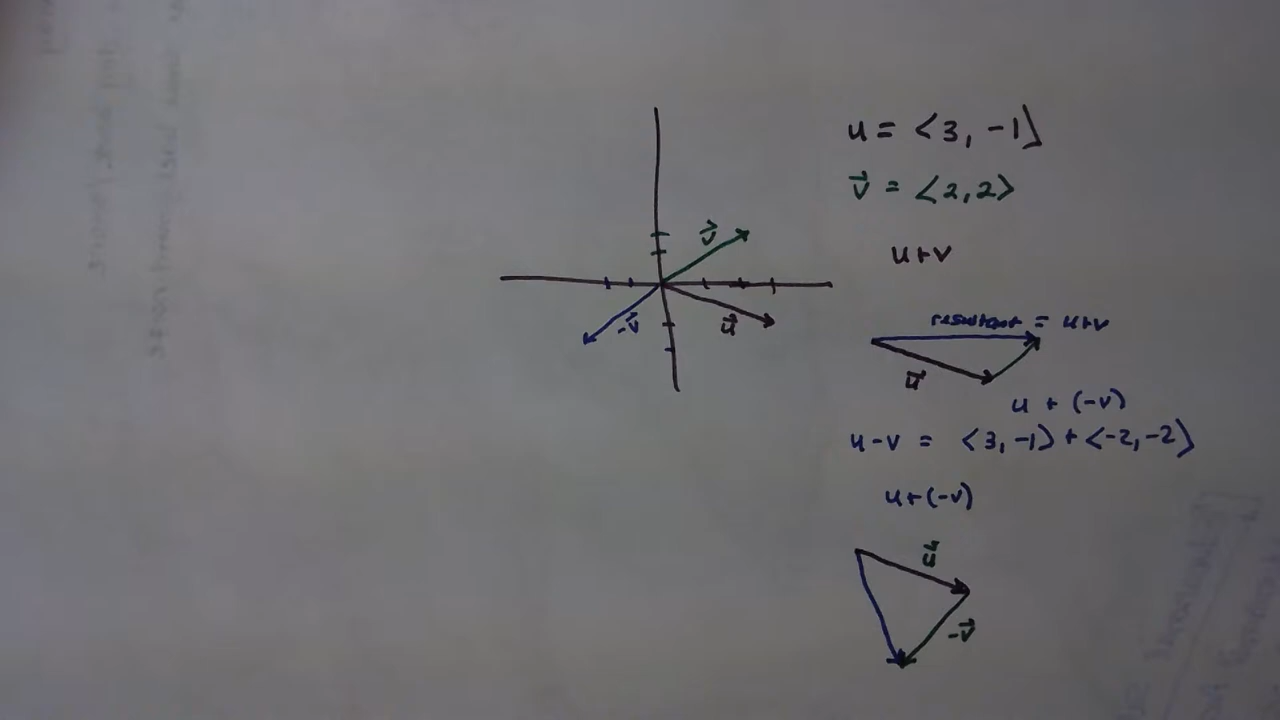 u = <3, -1>
v⃗ = <2, 2>
u+v
v⃗
-v⃗
u⃗
resultant = u+v
u⃗
u + (-v)
u-v = <3, -1> + <-2, -2>
u+(-v)
u⃗
-v⃗